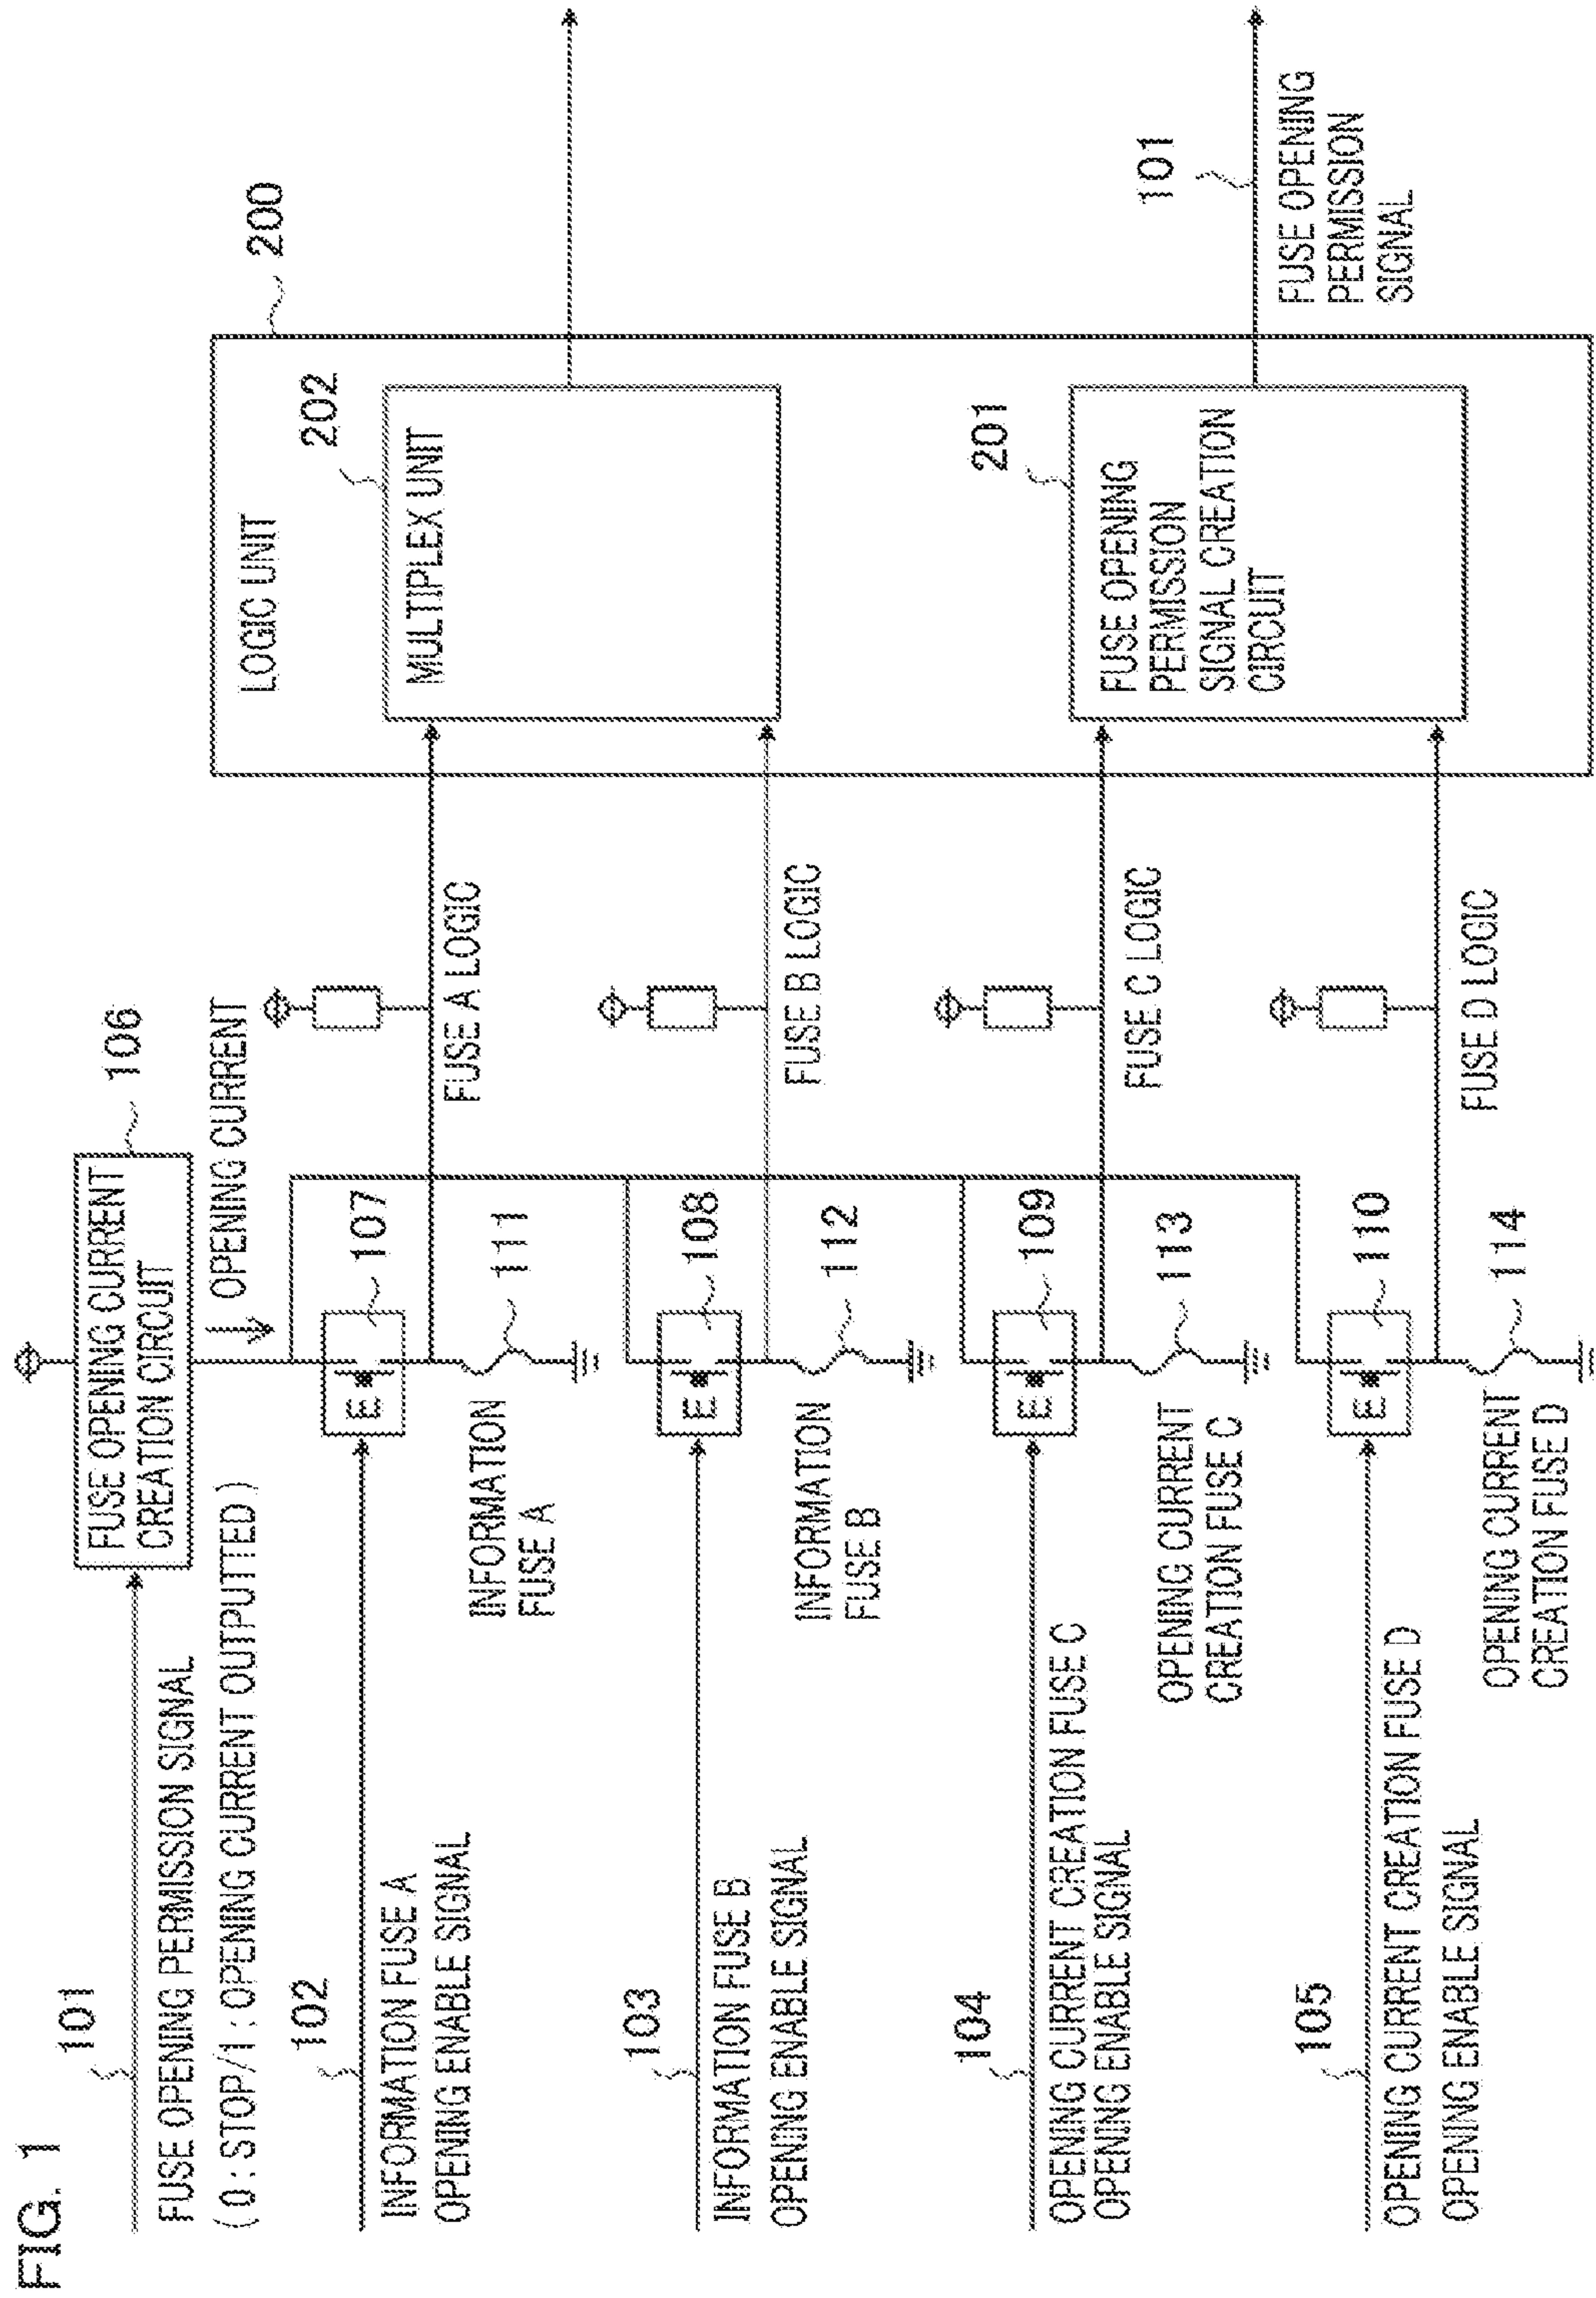 FIG. 1
101
FUSE OPENING PERMISSION SIGNAL
( 0 : STOP/1 : OPENING CURRENT OUTPUTTED )
FUSE OPENING CURRENT
CREATION CIRCUIT
106
OPENING CURRENT
102
INFORMATION FUSE A
OPENING ENABLE SIGNAL
E
107
INFORMATION
FUSE A
111
FUSE A LOGIC
103
INFORMATION FUSE B
OPENING ENABLE SIGNAL
E
108
INFORMATION
FUSE B
112
FUSE B LOGIC
104
OPENING CURRENT CREATION FUSE C
OPENING ENABLE SIGNAL
E
109
OPENING CURRENT
CREATION FUSE C
113
FUSE C LOGIC
105
OPENING CURRENT CREATION FUSE D
OPENING ENABLE SIGNAL
E
110
OPENING CURRENT
CREATION FUSE D
114
FUSE D LOGIC
200
LOGIC UNIT
202
MULTIPLEX UNIT
201
FUSE OPENING
PERMISSION
SIGNAL CREATION
CIRCUIT
101
FUSE OPENING
PERMISSION
SIGNAL